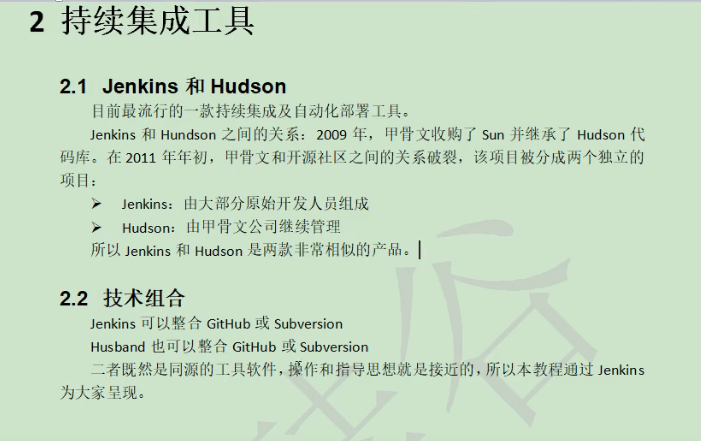 2 持续集成工具
2.1 Jenkins 和 Hudson
目前最流行的一款持续集成及自动化部署工具。
Jenkins 和 Hundson 之间的关系：2009 年，甲骨文收购了 Sun 并继承了 Hudson 代
码库。在 2011 年年初，甲骨文和开源社区之间的关系破裂，该项目被分成两个独立的
项目：
➢ Jenkins：由大部分原始开发人员组成
➢ Hudson：由甲骨文公司继续管理
所以 Jenkins 和 Hudson 是两款非常相似的产品。
2.2 技术组合
Jenkins 可以整合 GitHub 或 Subversion
Husband 也可以整合 GitHub 或 Subversion
二者既然是同源的工具软件，操作和指导思想就是接近的，所以本教程通过 Jenkins
为大家呈现。
谷